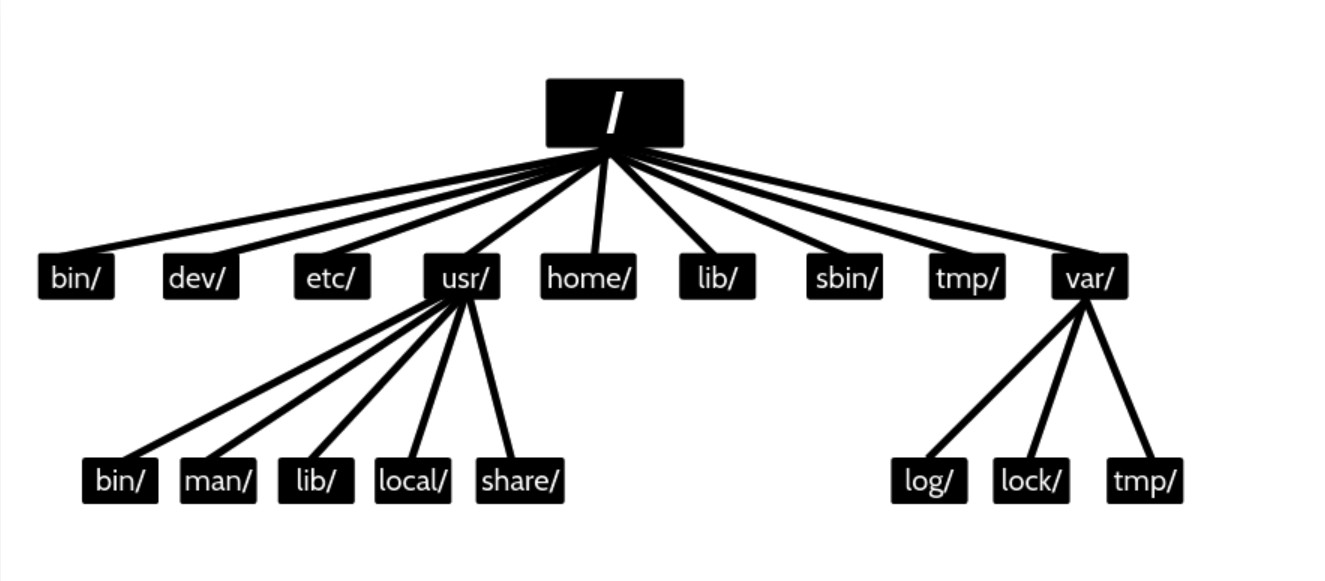 /
bin/ dev/ etc/ usr/ home/ lib/ sbin/ tmp/ var/
bin/ man/ lib/ local/ share/ log/ lock/ tmp/